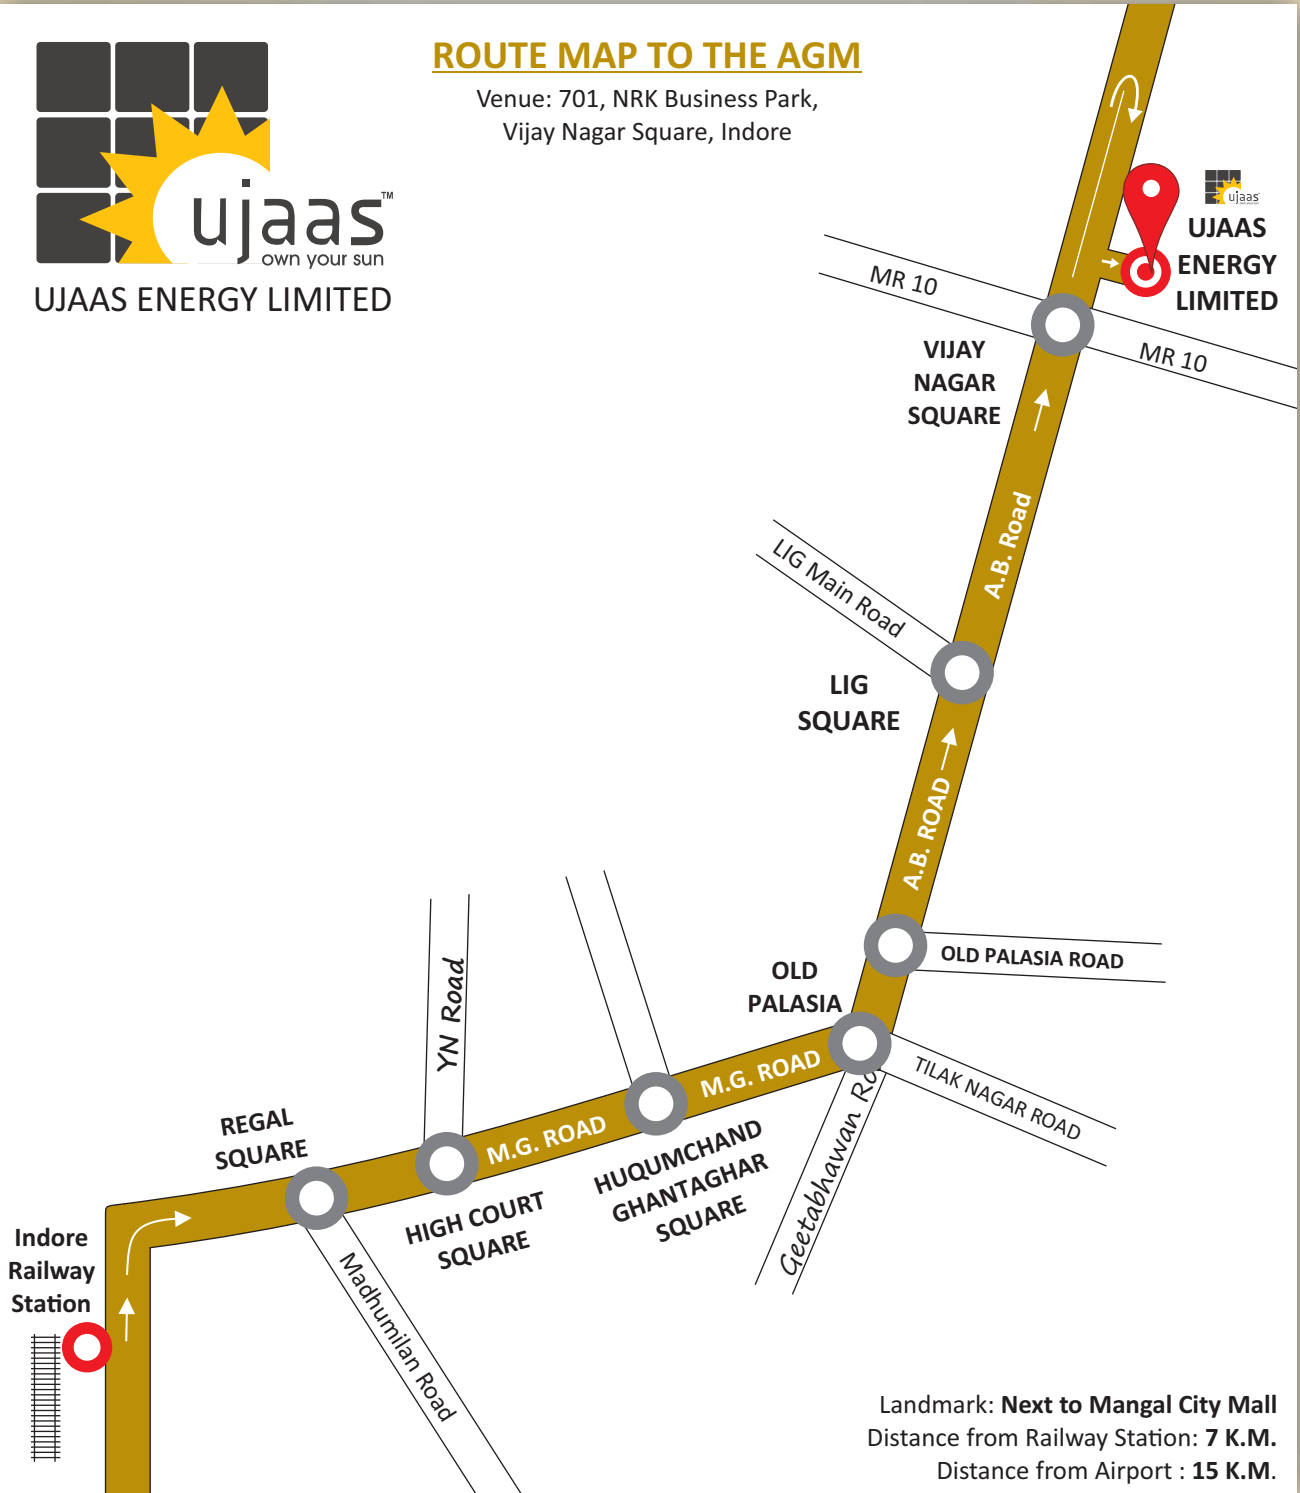 ROUTE MAP TO THE AGM
Venue: 701, NRK Business Park,
Vijay Nagar Square, Indore
ujaas™
own your sun
UJAAS ENERGY LIMITED
ujaas
UJAAS
ENERGY
LIMITED
MR 10
MR 10
VIJAY
NAGAR
SQUARE
A.B. Road
LIG Main Road
LIG
SQUARE
A.B. ROAD
OLD PALASIA ROAD
OLD
PALASIA
YN Road
M.G. ROAD
TILAK NAGAR ROAD
Geetabhawan Ro
REGAL
SQUARE
M.G. ROAD
HUQUMCHAND
GHANTAGHAR
SQUARE
HIGH COURT
SQUARE
Indore
Railway
Station
Madhumilan Road
Landmark: Next to Mangal City Mall
Distance from Railway Station: 7 K.M.
Distance from Airport : 15 K.M.